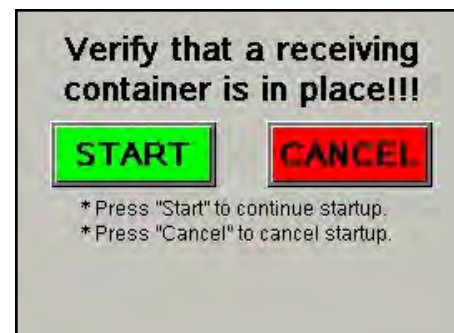 Verify that a receiving
container is in place!!!
START CANCEL
* Press "Start" to continue startup.
* Press "Cancel" to cancel startup.